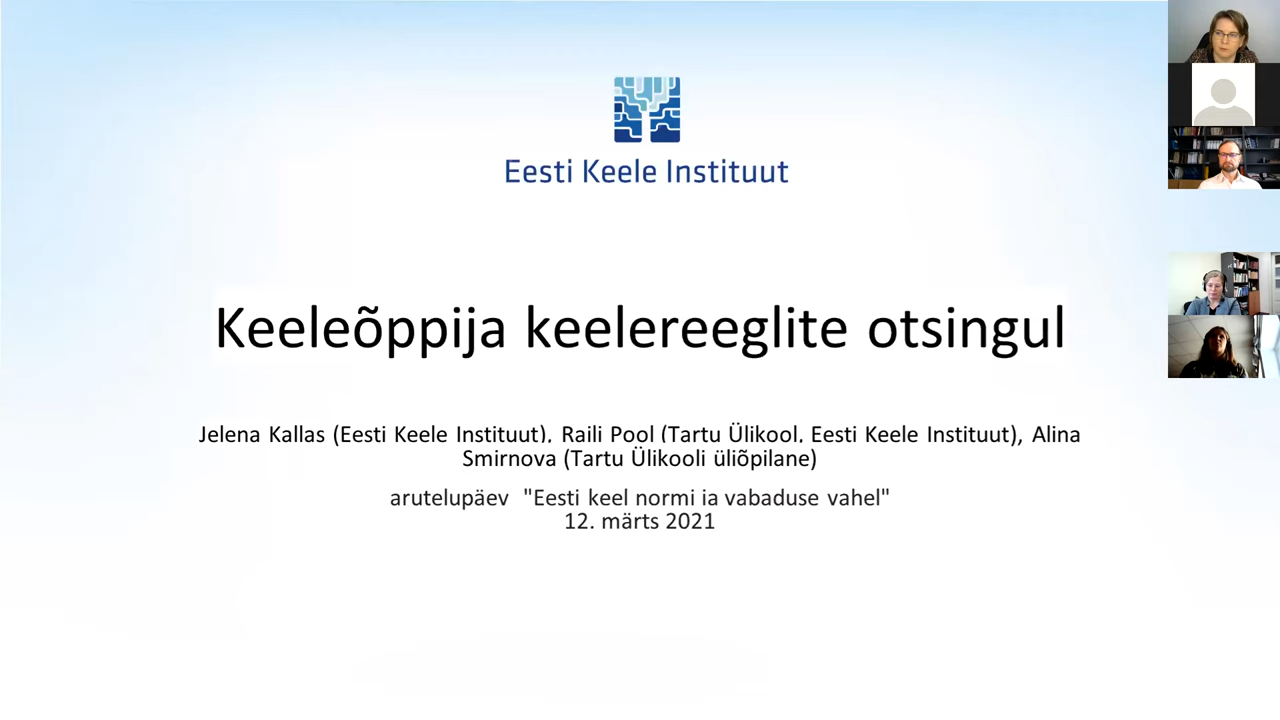 Eesti Keele Instituut
Keeleõppija keelereeglite otsingul
Jelena Kallas (Eesti Keele Instituut), Raili Pool (Tartu Ülikool, Eesti Keele Instituut), Alina
Smirnova (Tartu Ülikooli üliõpilane)
arutelupäev "Eesti keel normi ja vabaduse vahel"
12. märts 2021